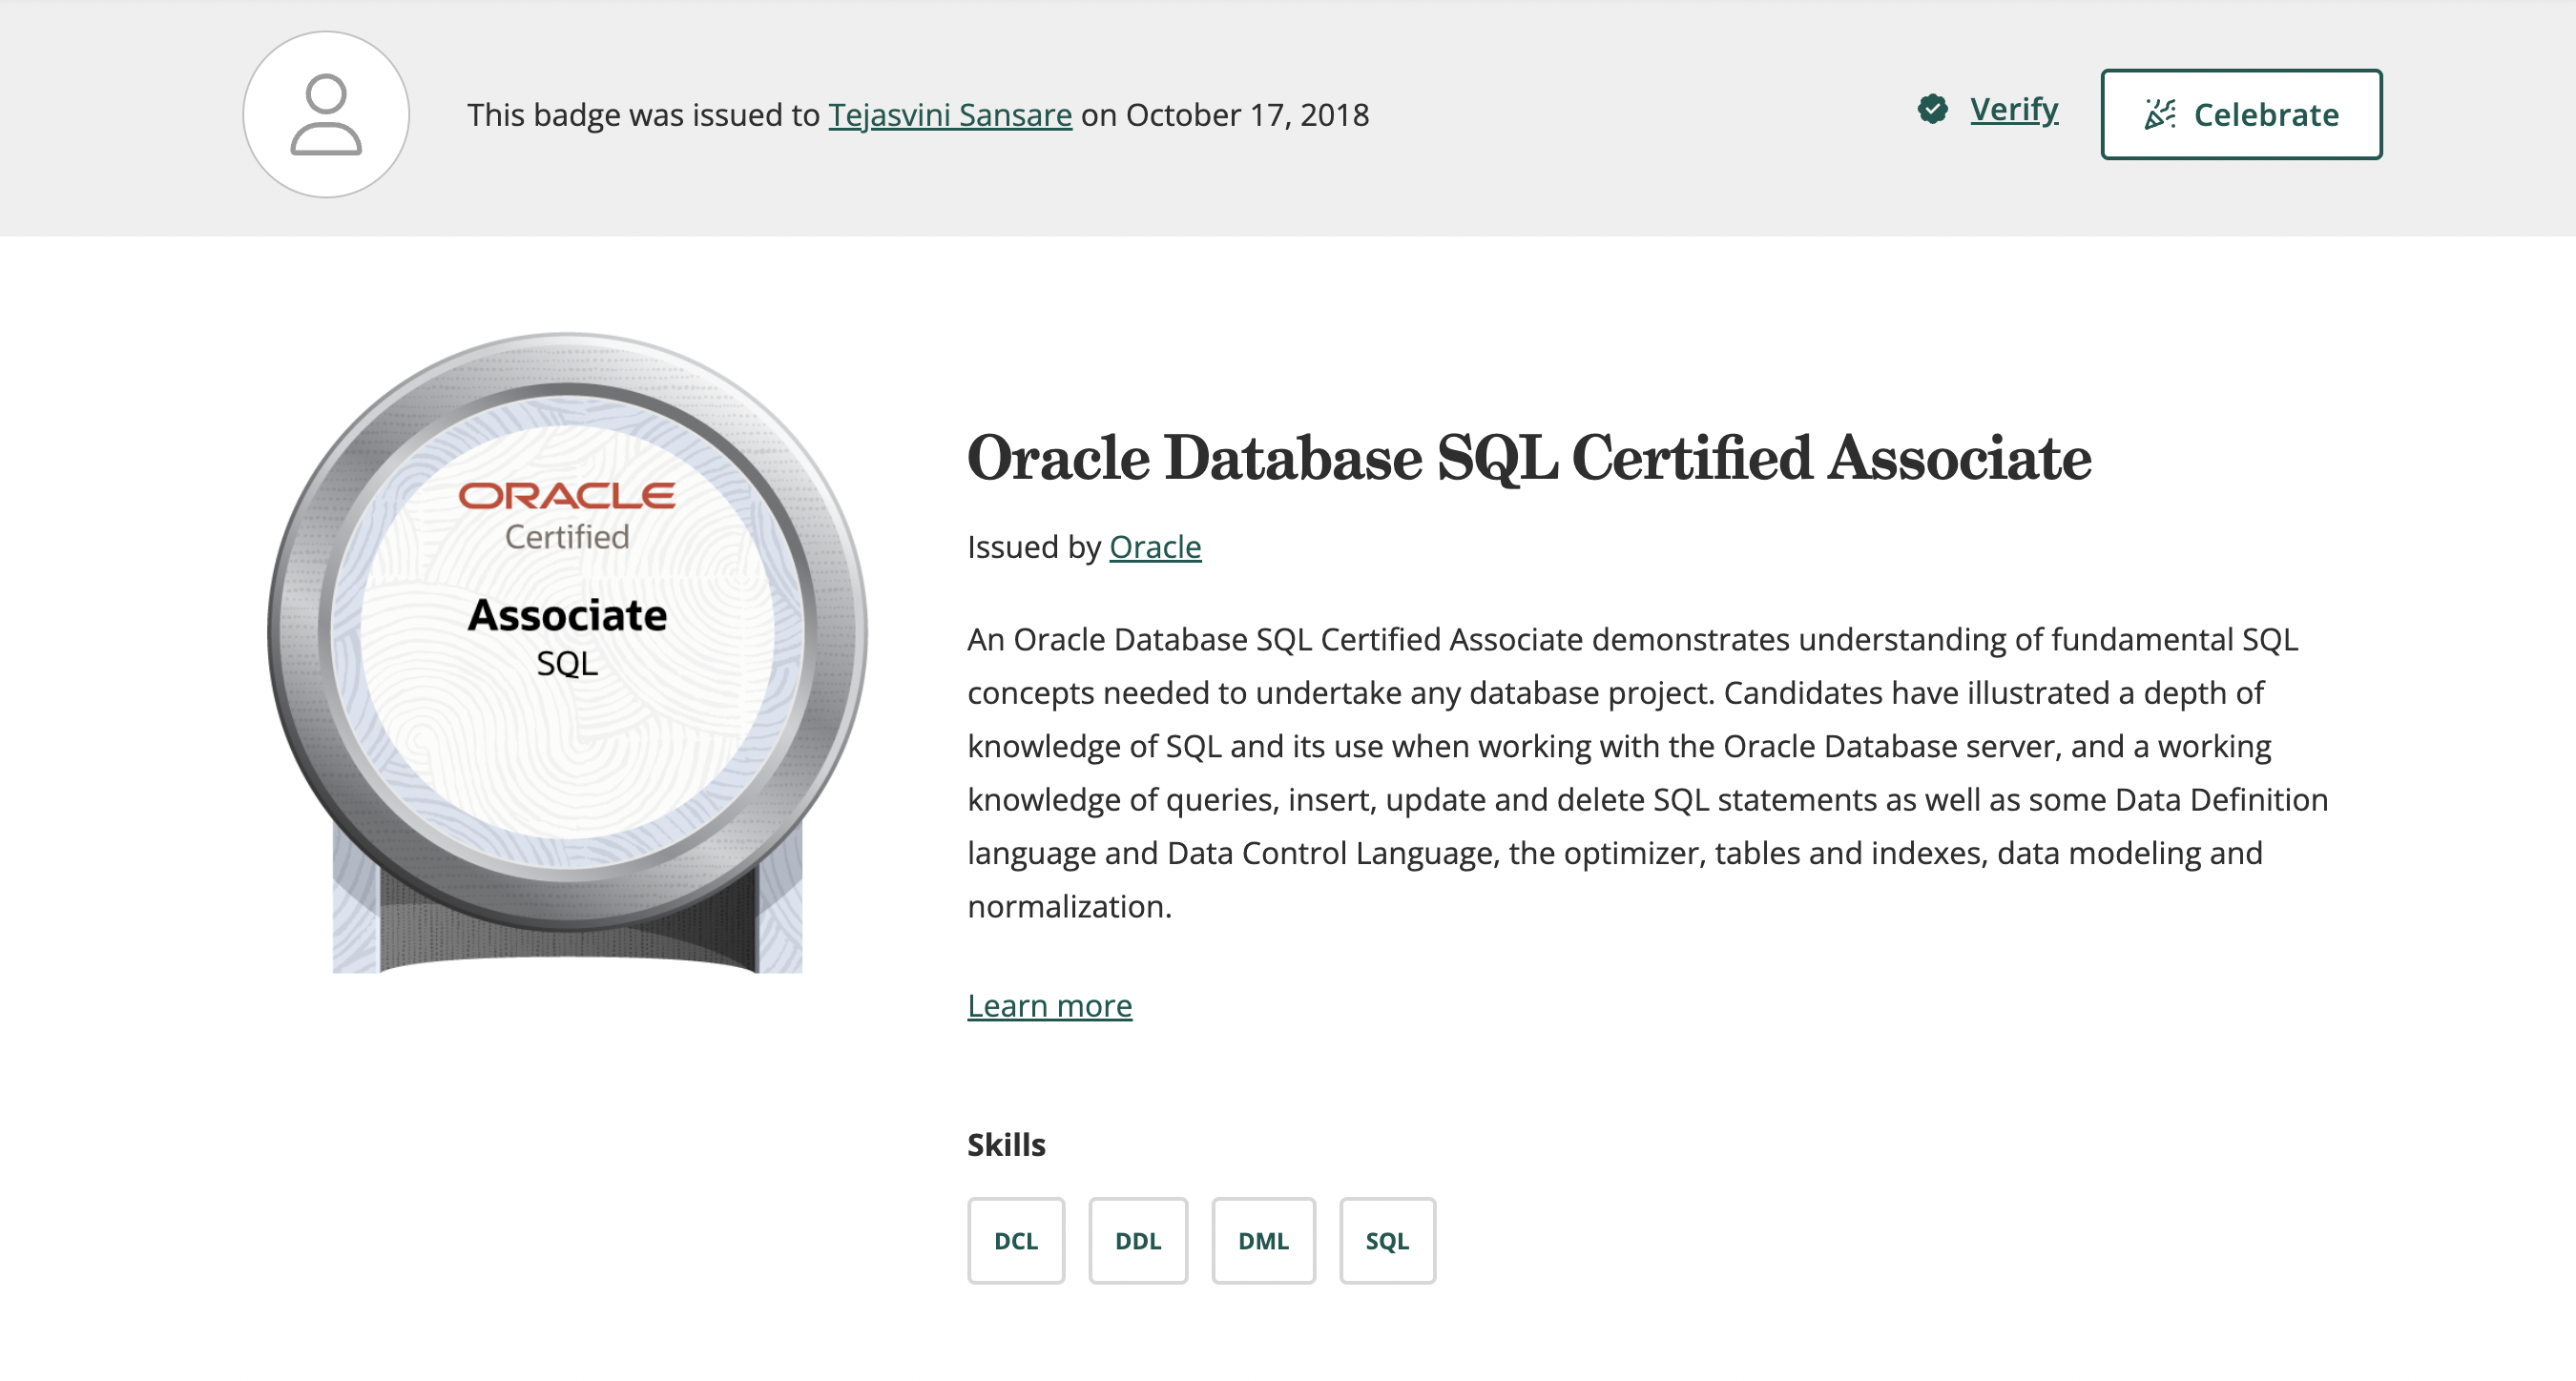 This badge was issued to Tejasvini Sansare on October 17, 2018
Verify
Celebrate
ORACLE
Certified
Associate
SQL
Oracle Database SQL Certified Associate
Issued by Oracle
An Oracle Database SQL Certified Associate demonstrates understanding of fundamental SQL
concepts needed to undertake any database project. Candidates have illustrated a depth of
knowledge of SQL and its use when working with the Oracle Database server, and a working
knowledge of queries, insert, update and delete SQL statements as well as some Data Definition
language and Data Control Language, the optimizer, tables and indexes, data modeling and
normalization.
Learn more
Skills
DCL DDL DML SQL